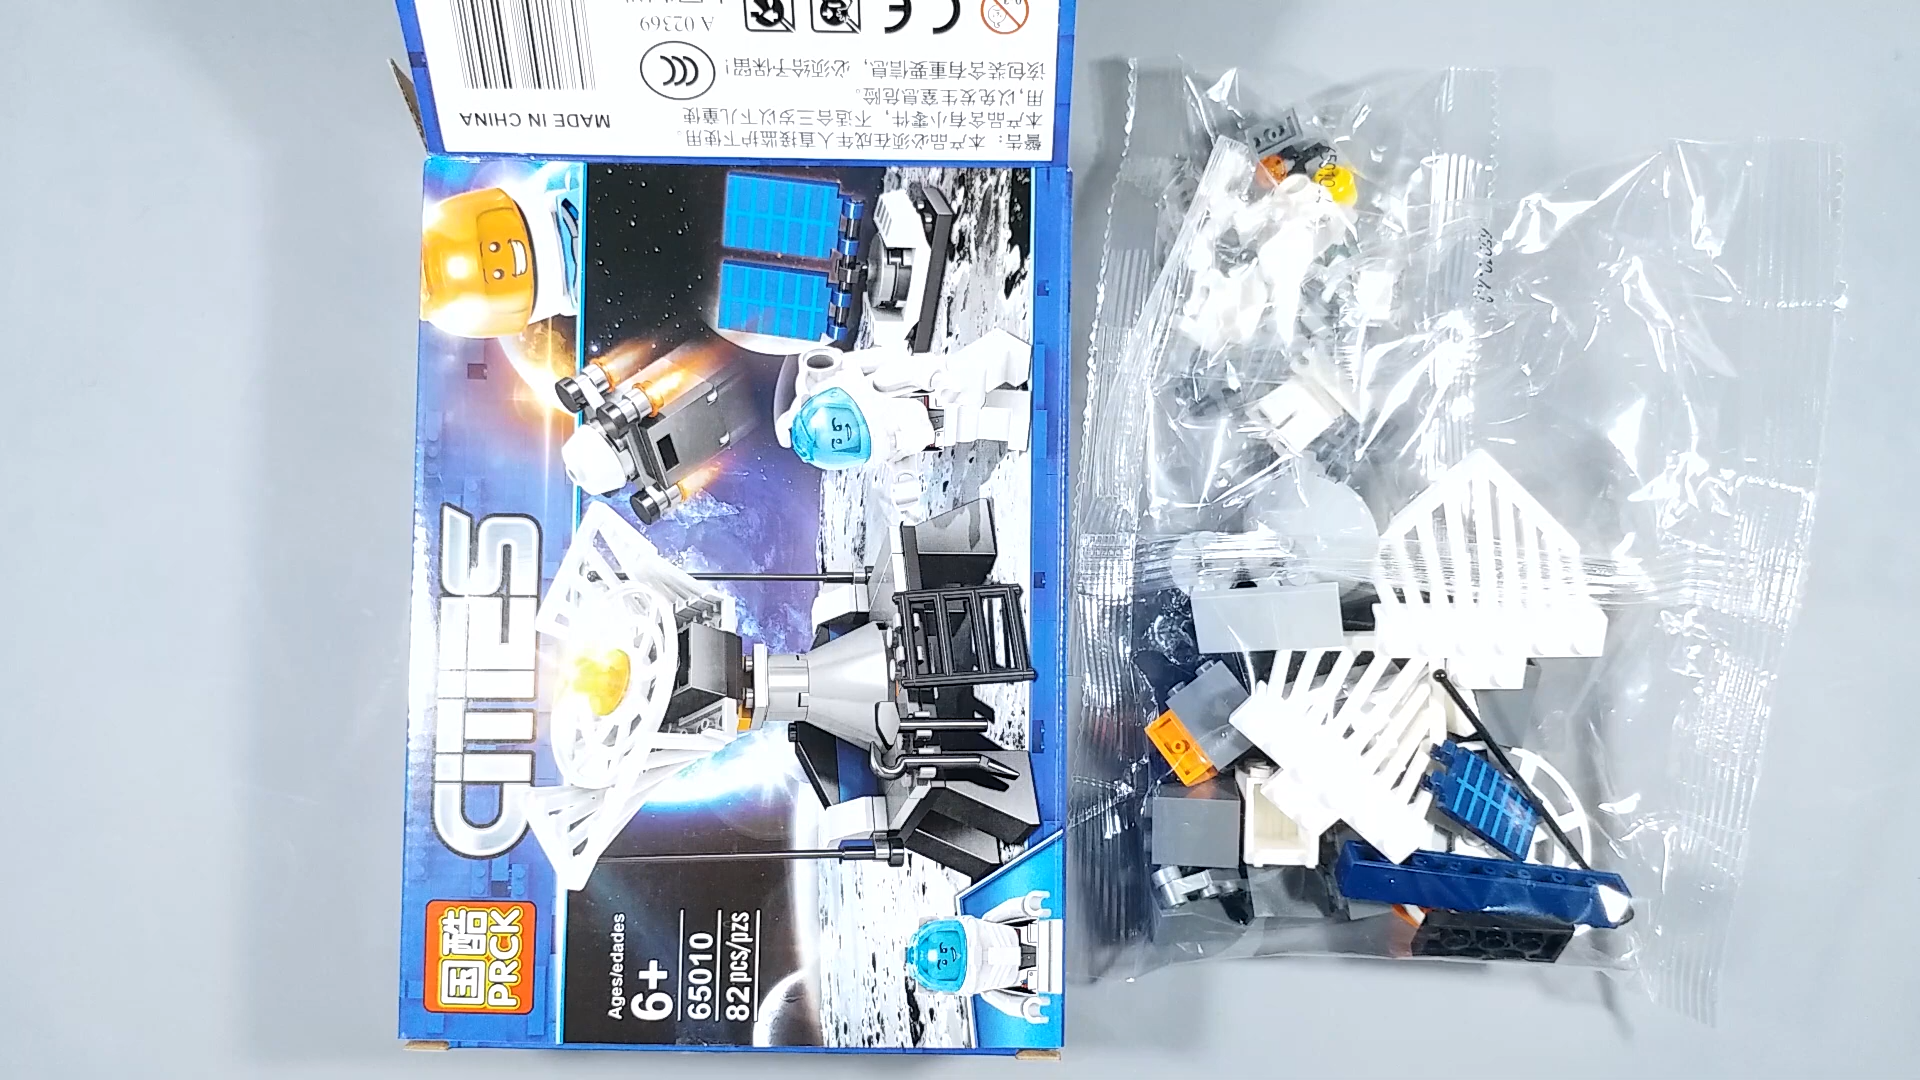 警告：本产品必须在成年人直接监护下使用。
本产品含有小零件，不适合三岁以下儿童使
用，以免发生窒息危险。
该包装含有重要信息，必须给予保留！
MADE IN CHINA
A 02369
CE
0-3
CITIES
国酷
PRCK
Ages/edades
6+
65010
82 pcs/pzs